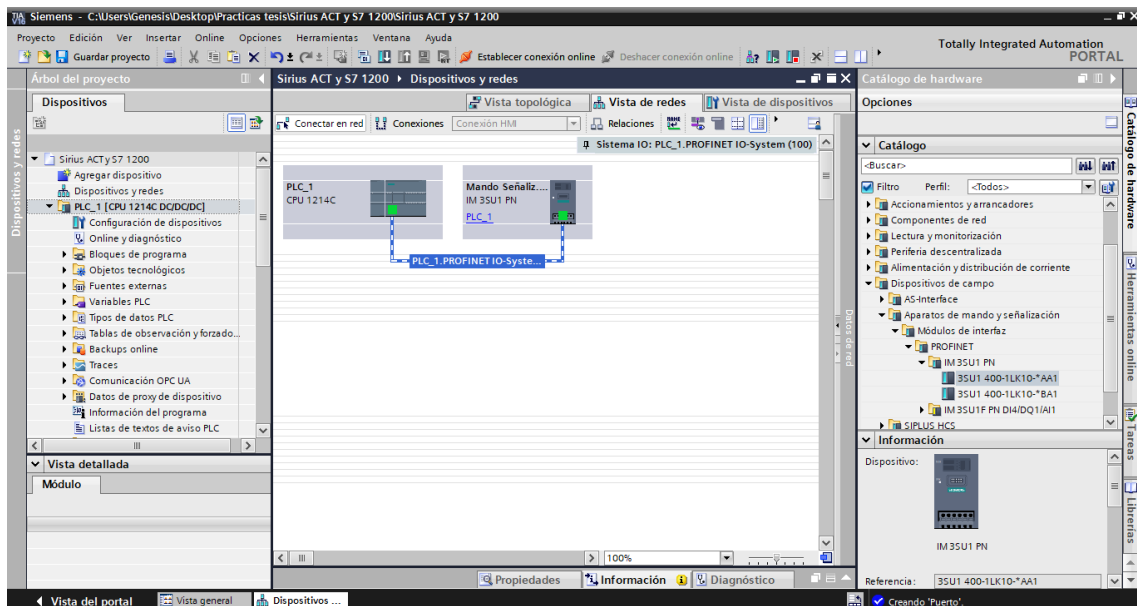 Siemens - C:\Users\Genesis\Desktop\Practicas tesis\Sirius ACT y S7 1200\Sirius ACT y S7 1200
Proyecto Edición Ver Insertar Online Opciones Herramientas Ventana Ayuda
Totally Integrated Automation
PORTAL
Guardar proyecto
Establecer conexión online
Deshacer conexión online
Árbol del proyecto
Dispositivos
Dispositivos y redes
Sirius ACT y S7 1200
Agregar dispositivo
Dispositivos y redes
PLC_1 [CPU 1214C DC/DC/DC]
Configuración de dispositivos
Online y diagnóstico
Bloques de programa
Objetos tecnológicos
Fuentes externas
Variables PLC
Tipos de datos PLC
Tablas de observación y forzado...
Backups online
Traces
Comunicación OPC UA
Datos de proxy de dispositivo
Información del programa
Listas de textos de aviso PLC
Vista detallada
Módulo
Sirius ACT y S7 1200 Dispositivos y redes
Vista topológica Vista de redes Vista de dispositivos
Conectar en red Conexiones Conexión HMI Relaciones
Sistema IO: PLC_1.PROFINET IO-System (100)
PLC_1
CPU 1214C
Mando Señaliz....
IM 3SU1 PN
PLC_1
PLC_1.PROFINET IO-Syste...
Datos de red
100%
Propiedades Información Diagnóstico
Catálogo de hardware
Opciones
Catálogo
<Buscar>
Filtro Perfil: <Todos>
Accionamientos y arrancadores
Componentes de red
Lectura y monitorización
Periferia descentralizada
Alimentación y distribución de corriente
Dispositivos de campo
AS-Interface
Aparatos de mando y señalización
Módulos de interfaz
PROFINET
IM 3SU1 PN
3SU1 400-1LK10-*AA1
3SU1 400-1LK10-*BA1
IM 3SU1F PN DI4/DQ1/AI1
SIPLUS HCS
Información
Dispositivo:
IM 3SU1 PN
Referencia: 3SU1 400-1LK10-*AA1
Catálogo de hardware
Herramientas online
Tareas
Librerías
Vista del portal Vista general Dispositivos ...
Creando 'Puerto'.